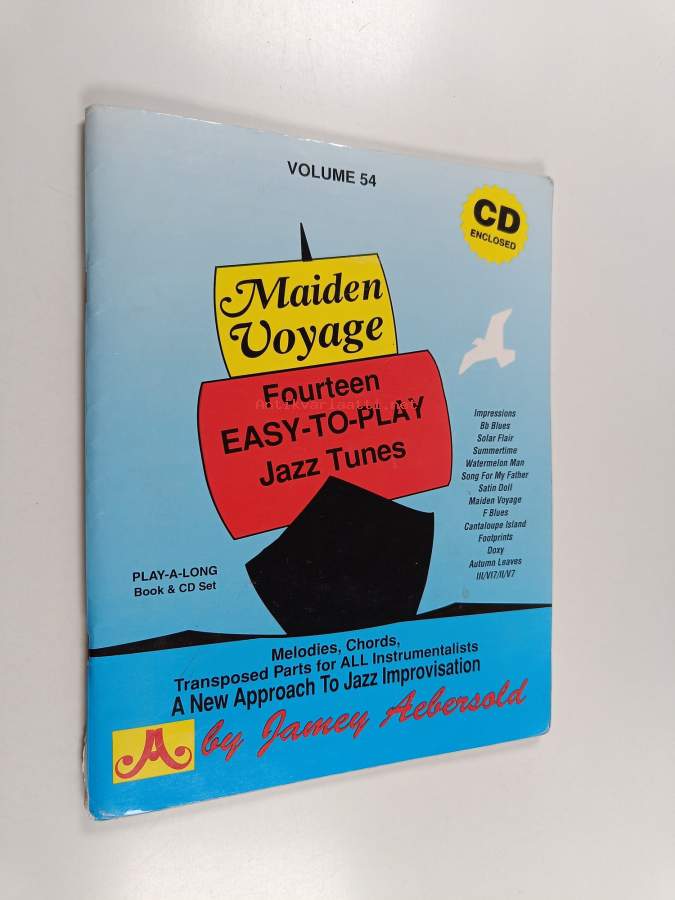 VOLUME 54
CD
ENCLOSED
Maiden
Voyage
Fourteen
Antikvariaatti.net
EASY-TO-PLAY
Jazz Tunes
Impressions
Bb Blues
Solar Flair
Summertime
Watermelon Man
Song For My Father
Satin Doll
Maiden Voyage
F Blues
Cantaloupe Island
Footprints
Doxy
Autumn Leaves
III/VI7/II/V7
PLAY-A-LONG
Book & CD Set
Melodies, Chords,
Transposed Parts for ALL Instrumentalists
A New Approach To Jazz Improvisation
A by Jamey Aebersold